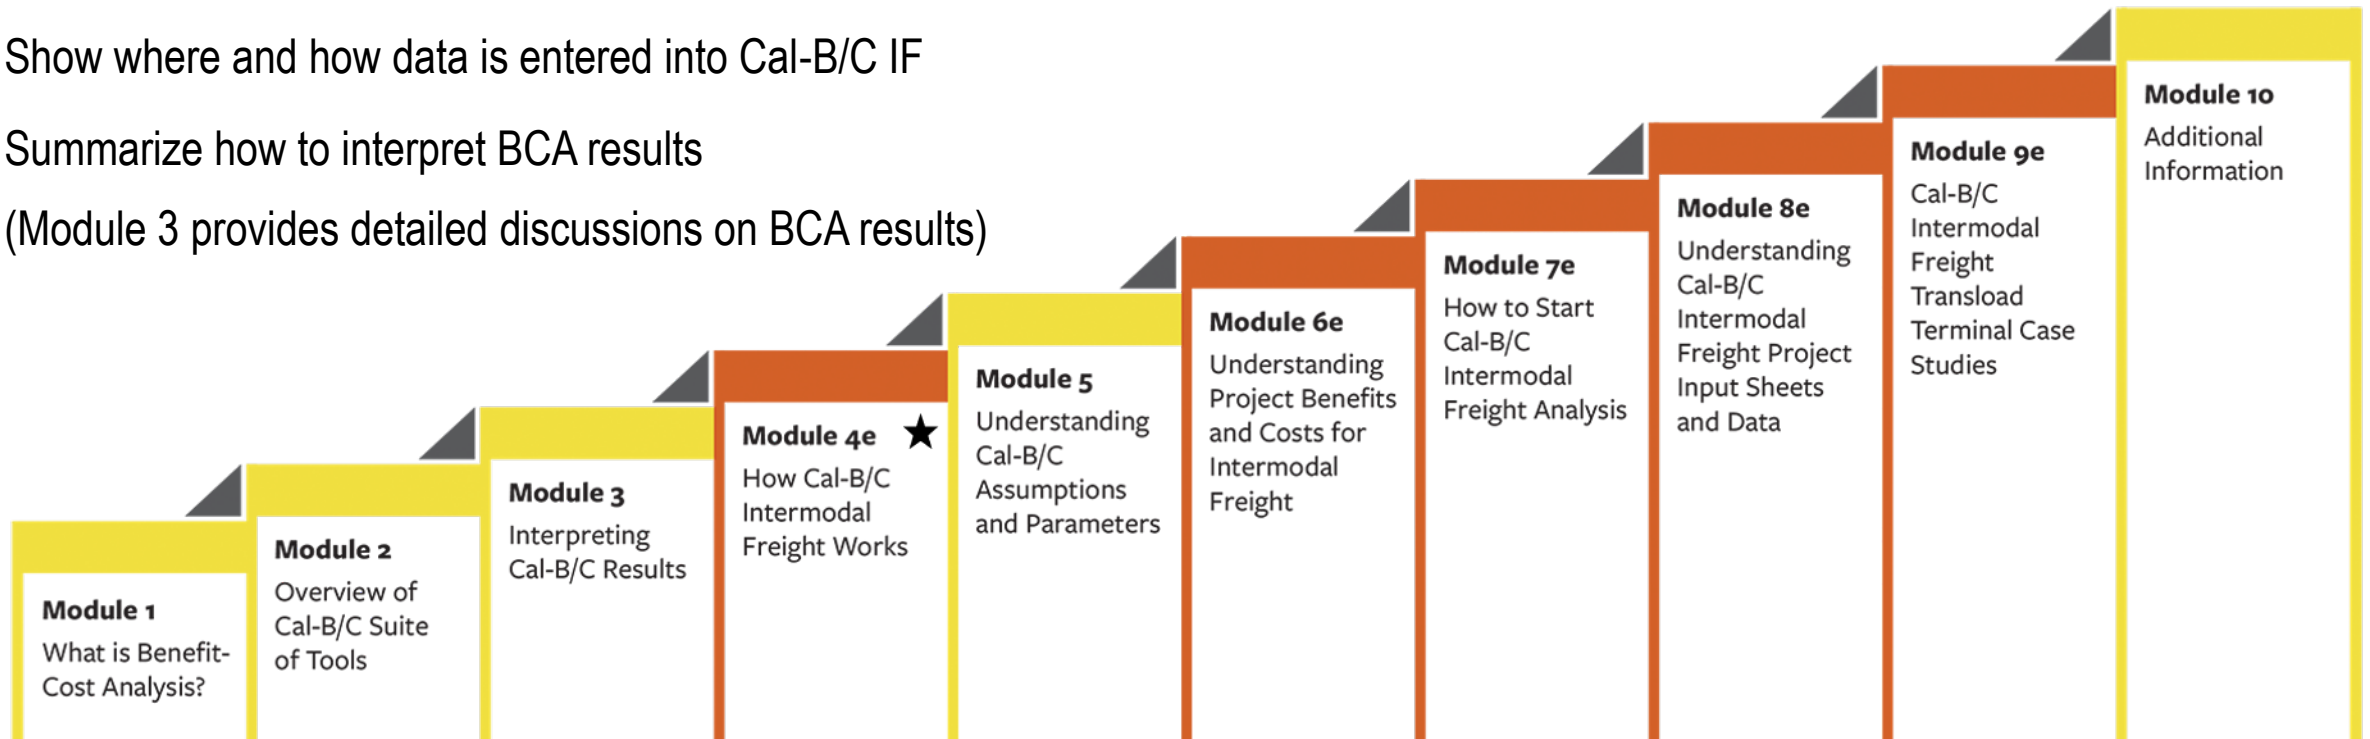 Show where and how data is entered into Cal-B/C IF
Summarize how to interpret BCA results
(Module 3 provides detailed discussions on BCA results)
Module 1
What is Benefit-
Cost Analysis?
Module 2
Overview of
Cal-B/C Suite
of Tools
Module 3
Interpreting
Cal-B/C Results
Module 4e
How Cal-B/C
Intermodal
Freight Works
Module 5
Understanding
Cal-B/C
Assumptions
and Parameters
Module 6e
Understanding
Project Benefits
and Costs for
Intermodal
Freight
Module 7e
How to Start
Cal-B/C
Intermodal
Freight Analysis
Module 8e
Understanding
Cal-B/C
Intermodal
Freight Project
Input Sheets
and Data
Module 9e
Cal-B/C
Intermodal
Freight
Transload
Terminal Case
Studies
Module 10
Additional
Information